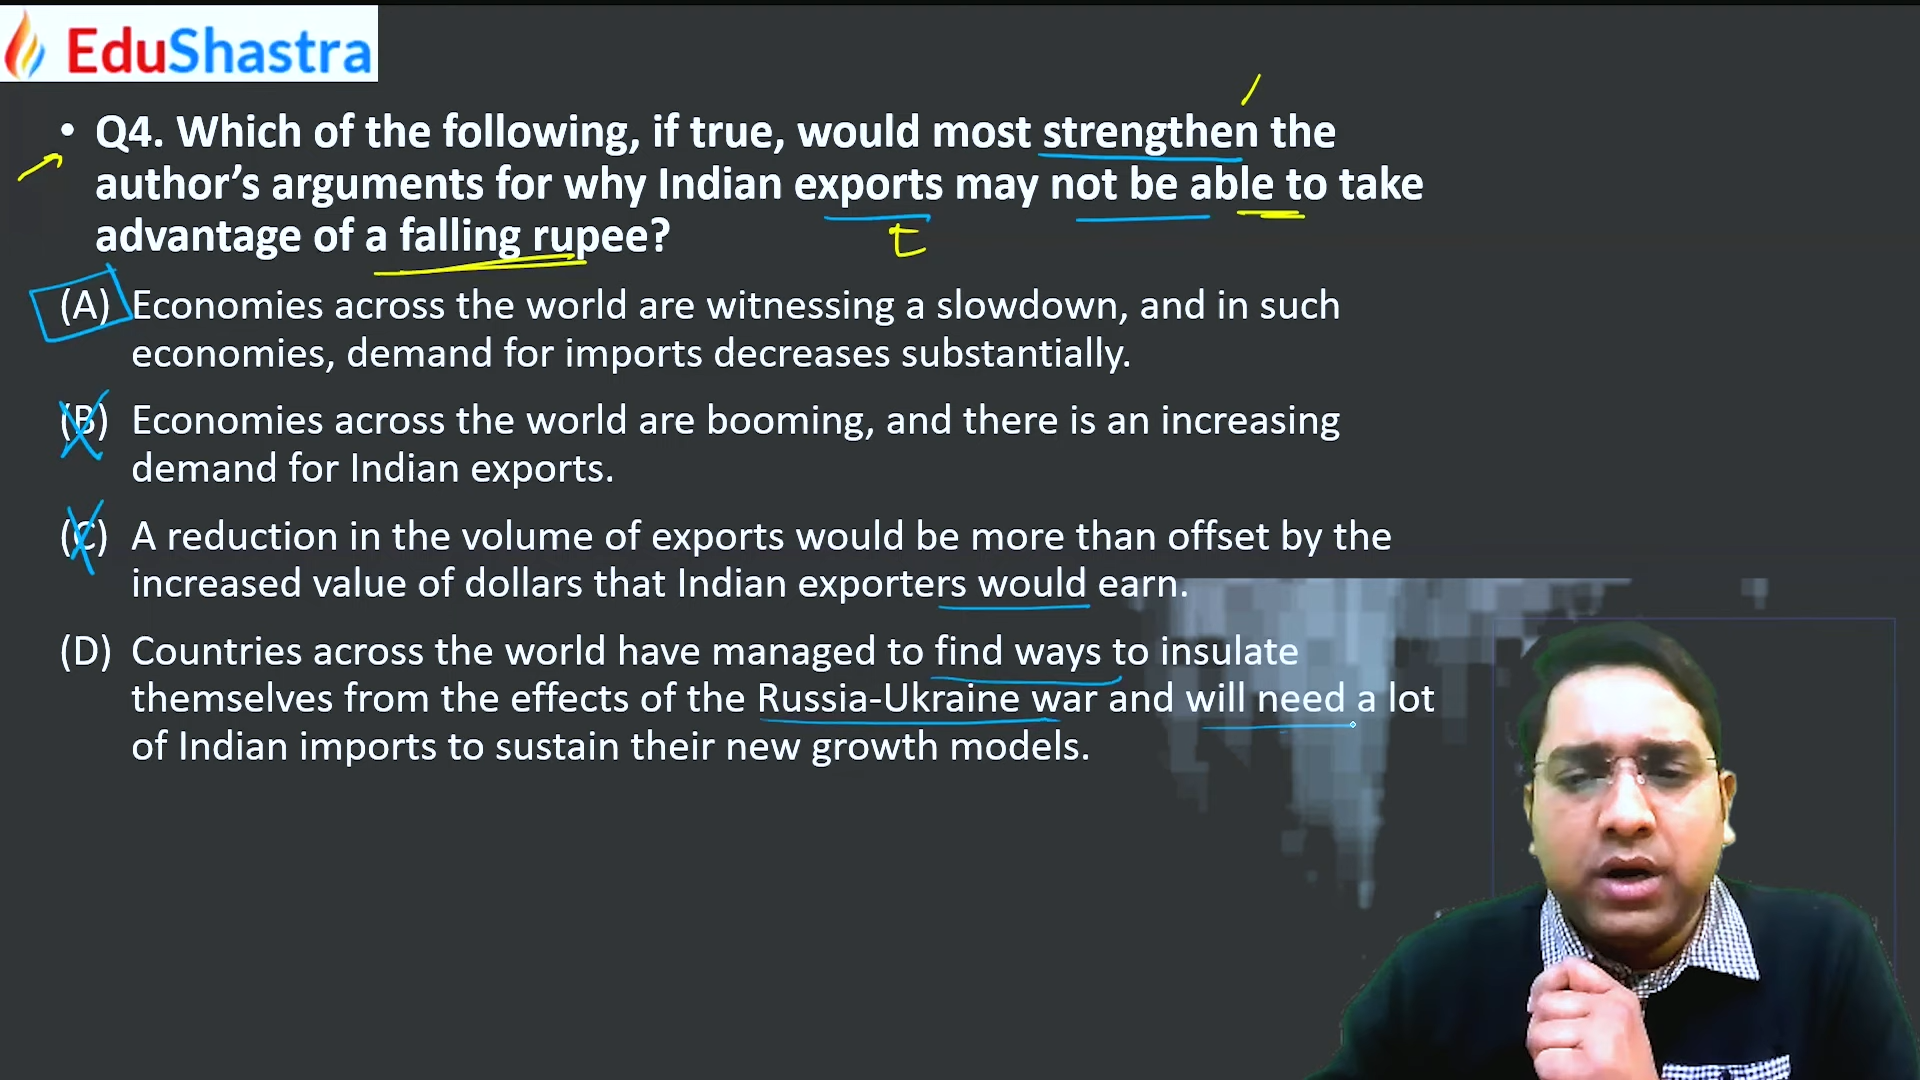 EduShastra
• Q4. Which of the following, if true, would most strengthen the
author’s arguments for why Indian exports may not be able to take
advantage of a falling rupee?
(A) Economies across the world are witnessing a slowdown, and in such
economies, demand for imports decreases substantially.
(B) Economies across the world are booming, and there is an increasing
demand for Indian exports.
(C) A reduction in the volume of exports would be more than offset by the
increased value of dollars that Indian exporters would earn.
(D) Countries across the world have managed to find ways to insulate
themselves from the effects of the Russia-Ukraine war and will need a lot
of Indian imports to sustain their new growth models.